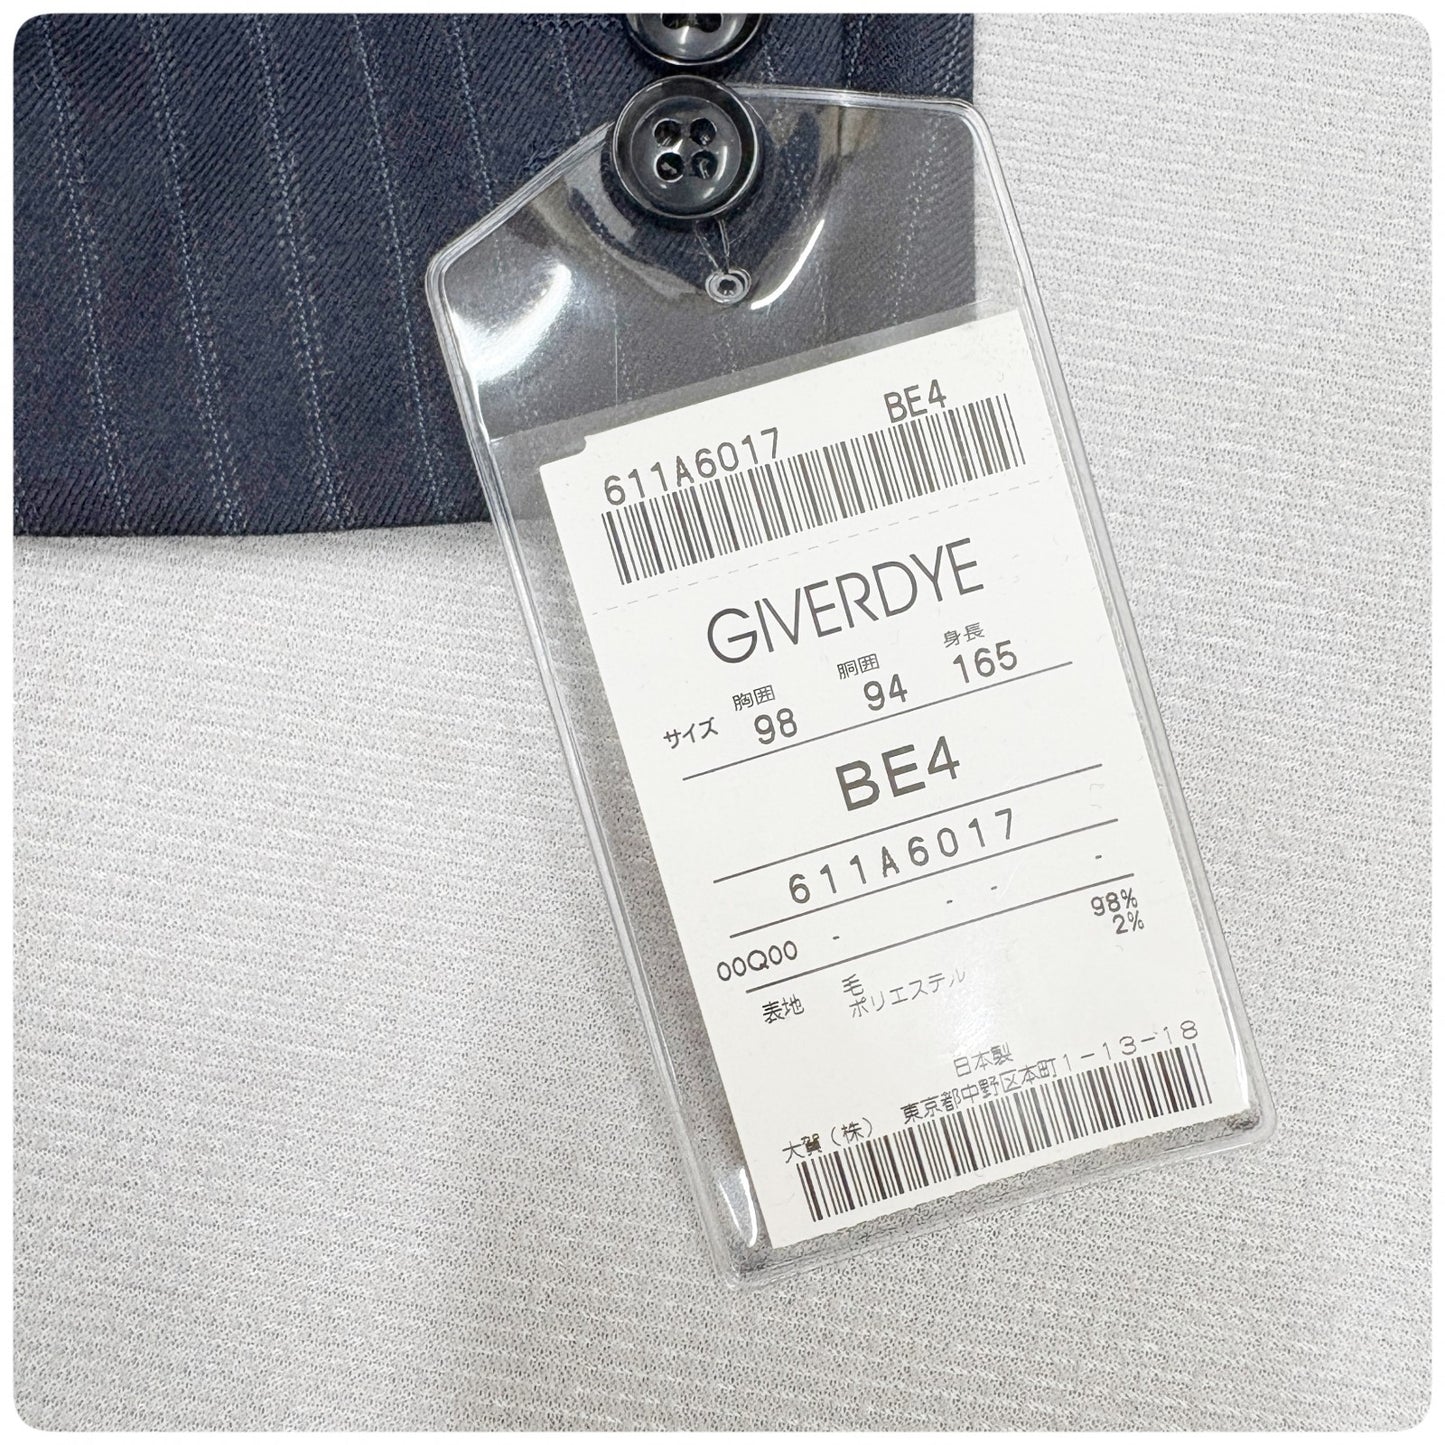 611A6017 BE4
GIVERDYE
胸囲 胴囲 身長
サイズ 98 94 165
BE4
611A6017
00Q00 - - - -
表地 毛 98%
ポリエステル 2%
日本製
大賀（株） 東京都中野区本町1-13-18